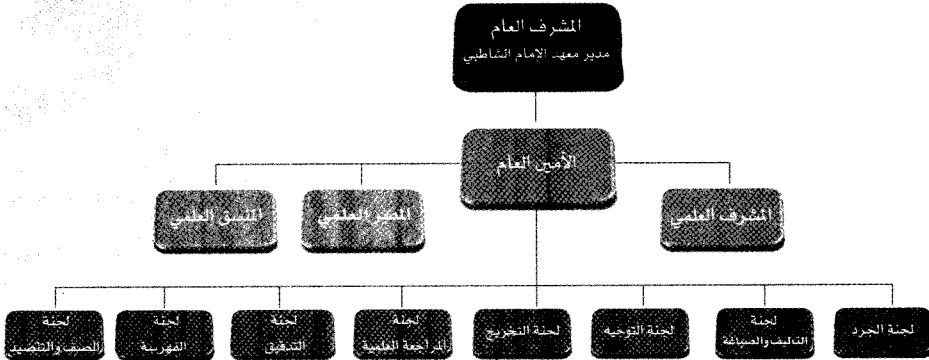 المشرف العام
مدير معهد الإمام الشاطبي
الأمين العام
المشرف العلمي
المدير العلمي
المنسق العلمي
لجنة الجرد
لجنة
التأليف والصياغة
لجنة التوجيه
لجنة التخريج
لجنة
المراجعة العلمية
لجنة
التدقيق
لجنة
الفهرسة
لجنة
الصف والتنضيد